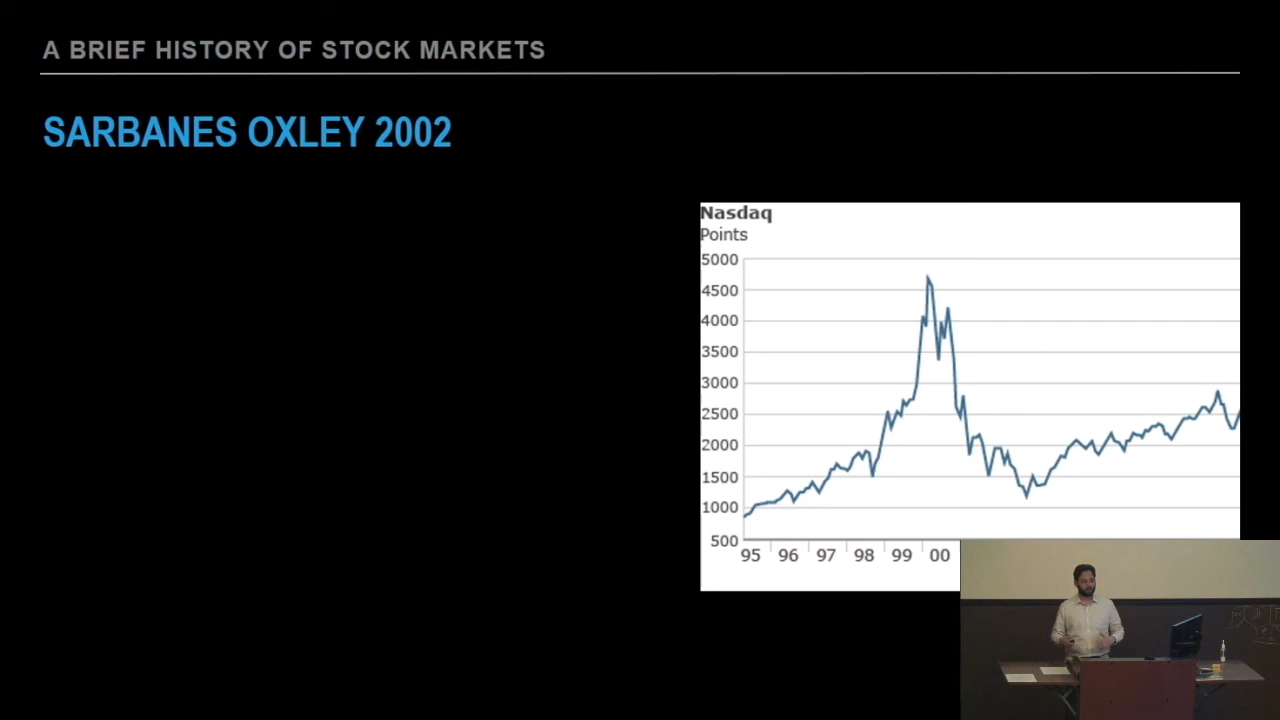 A BRIEF HISTORY OF STOCK MARKETS
SARBANES OXLEY 2002
Nasdaq
Points
5000
4500
4000
3500
3000
2500
2000
1500
1000
500
95 96 97 98 99 00